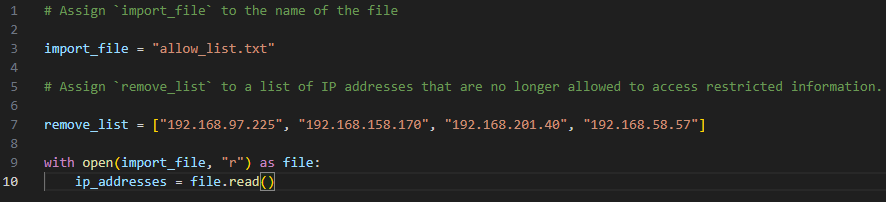 1 # Assign `import_file` to the name of the file
2
3 import_file = "allow_list.txt"
4
5 # Assign `remove_list` to a list of IP addresses that are no longer allowed to access restricted information.
6
7 remove_list = ["192.168.97.225", "192.168.158.170", "192.168.201.40", "192.168.58.57"]
8
9 with open(import_file, "r") as file:
10     ip_addresses = file.read()